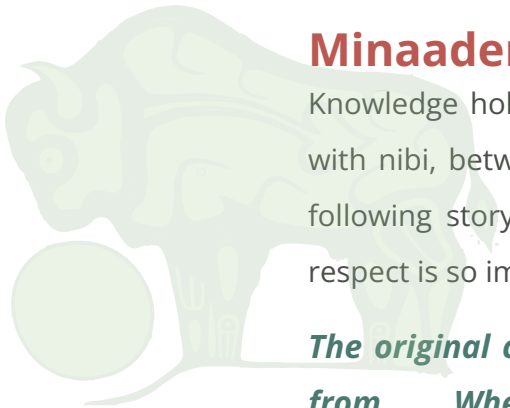 Minaade
Knowledge hol
with nibi, betw
following story
respect is so im
The original c
from Whe